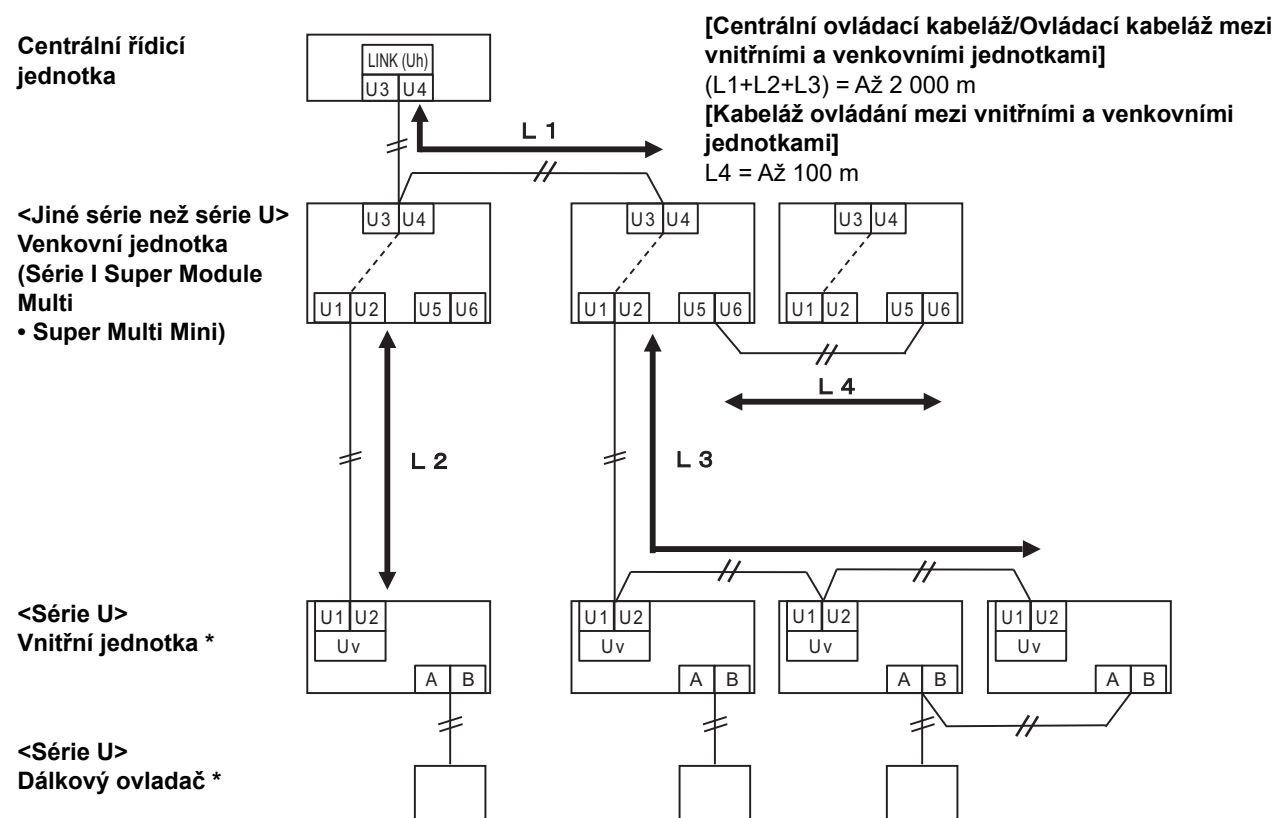 Centrální řídicí
jednotka
LINK (Uh)
U3 U4
[Centrální ovládací kabeláž/Ovládací kabeláž mezi
vnitřními a venkovními jednotkami]
(L1+L2+L3) = Až 2 000 m
[Kabeláž ovládání mezi vnitřními a venkovními
jednotkami]
L4 = Až 100 m
L 1
<Jiné série než série U>
Venkovní jednotka
(Série I Super Module
Multi
• Super Multi Mini)
U3 U4
U3 U4
U3 U4
U1 U2 U5 U6
U1 U2 U5 U6
U1 U2 U5 U6
L 4
L 2
L 3
<Série U>
Vnitřní jednotka *
U1 U2
Uv
A B
U1 U2
Uv
A B
U1 U2
Uv
A B
U1 U2
Uv
A B
<Série U>
Dálkový ovladač *